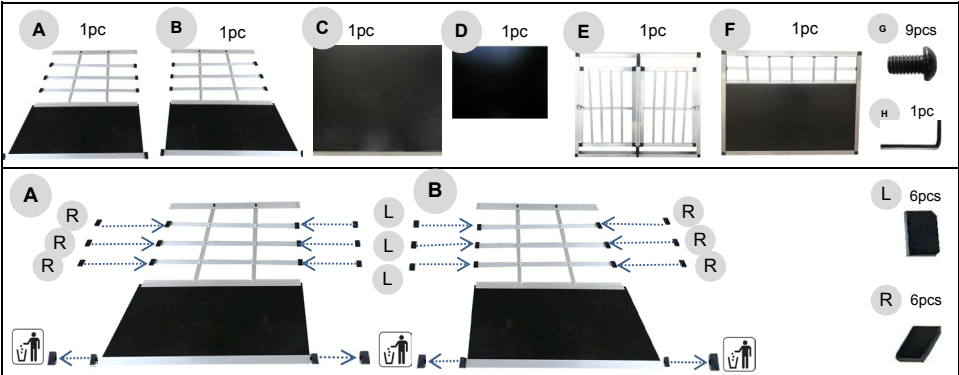 A 1pc
B 1pc
C 1pc
D 1pc
E 1pc
F 1pc
G 9pcs
H 1pc
A
R
R
R
L
L
L
B
R
R
R
L 6pcs
R 6pcs